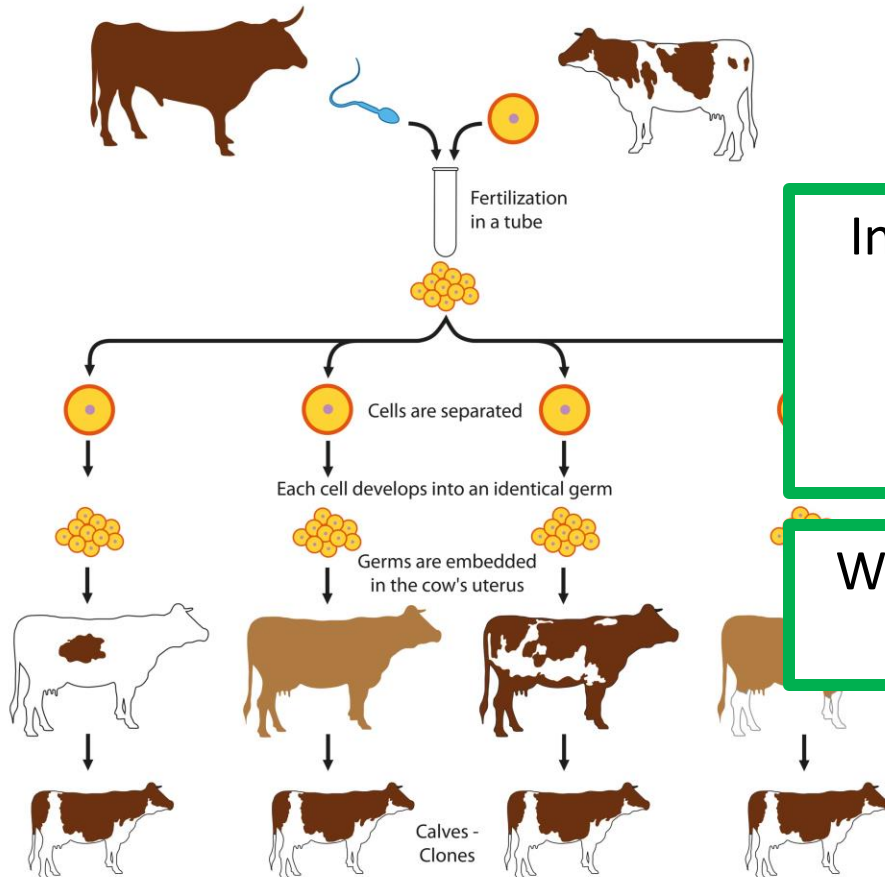 Fertilization
in a tube
Cells are separated
Each cell develops into an identical germ
Germs are embedded
in the cow's uterus
Calves -
Clones